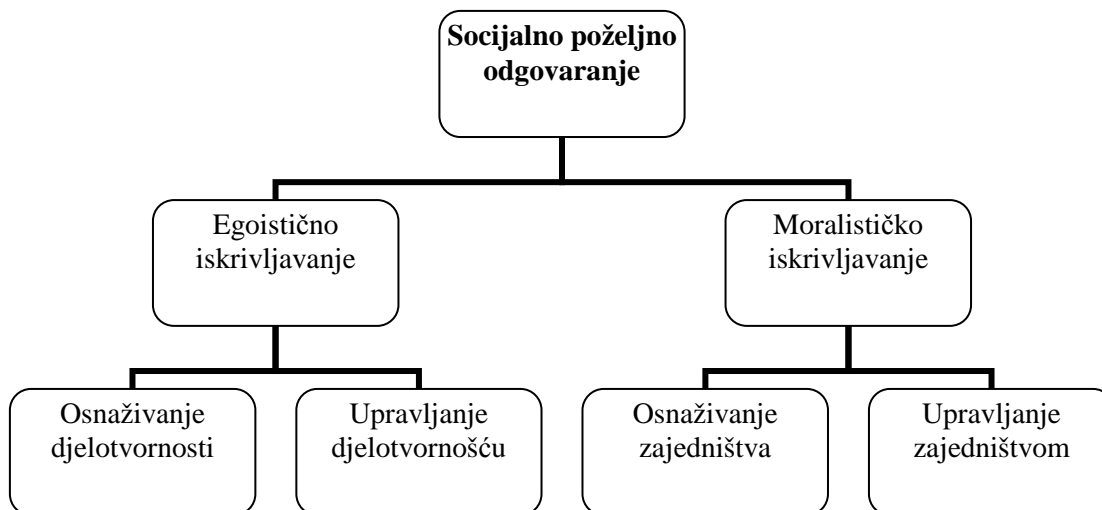 Socijalno poželjno
odgovaranje
Egoistično
iskrivljavanje
Moralističko
iskrivljavanje
Osnaživanje
djelotvornosti
Upravljanje
djelotvornošću
Osnaživanje
zajedništva
Upravljanje
zajedništvom